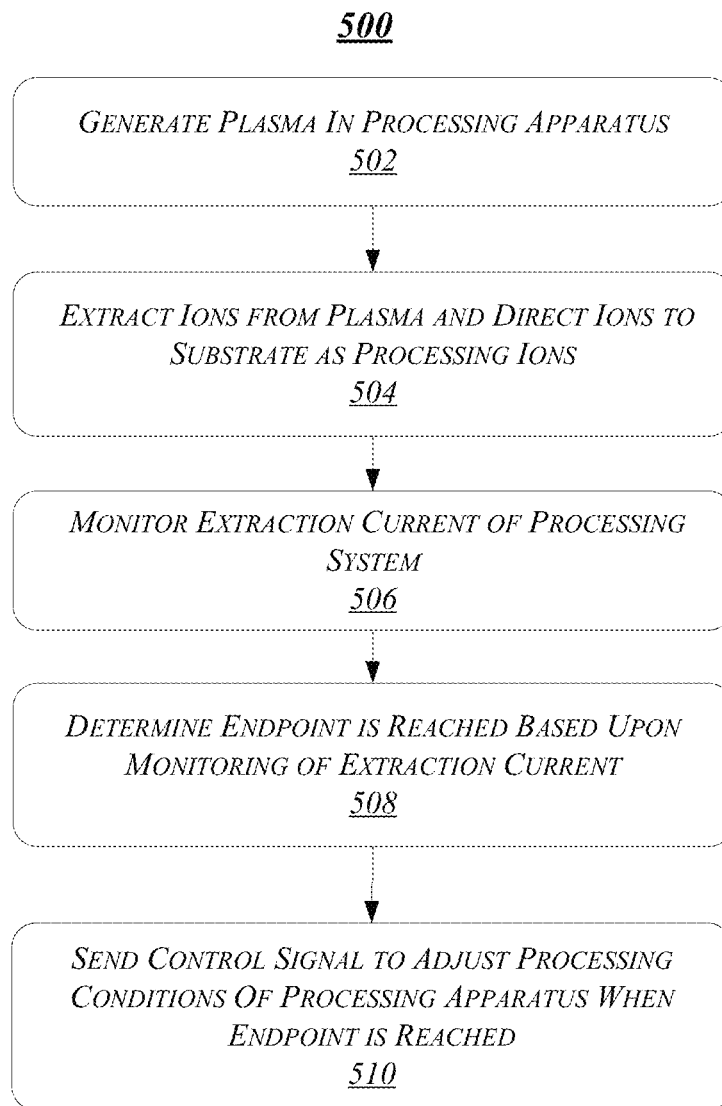 500
GENERATE PLASMA IN PROCESSING APPARATUS
502
EXTRACT IONS FROM PLASMA AND DIRECT IONS TO
SUBSTRATE AS PROCESSING IONS
504
MONITOR EXTRACTION CURRENT OF PROCESSING
SYSTEM
506
DETERMINE ENDPOINT IS REACHED BASED UPON
MONITORING OF EXTRACTION CURRENT
508
SEND CONTROL SIGNAL TO ADJUST PROCESSING
CONDITIONS OF PROCESSING APPARATUS WHEN
ENDPOINT IS REACHED
510